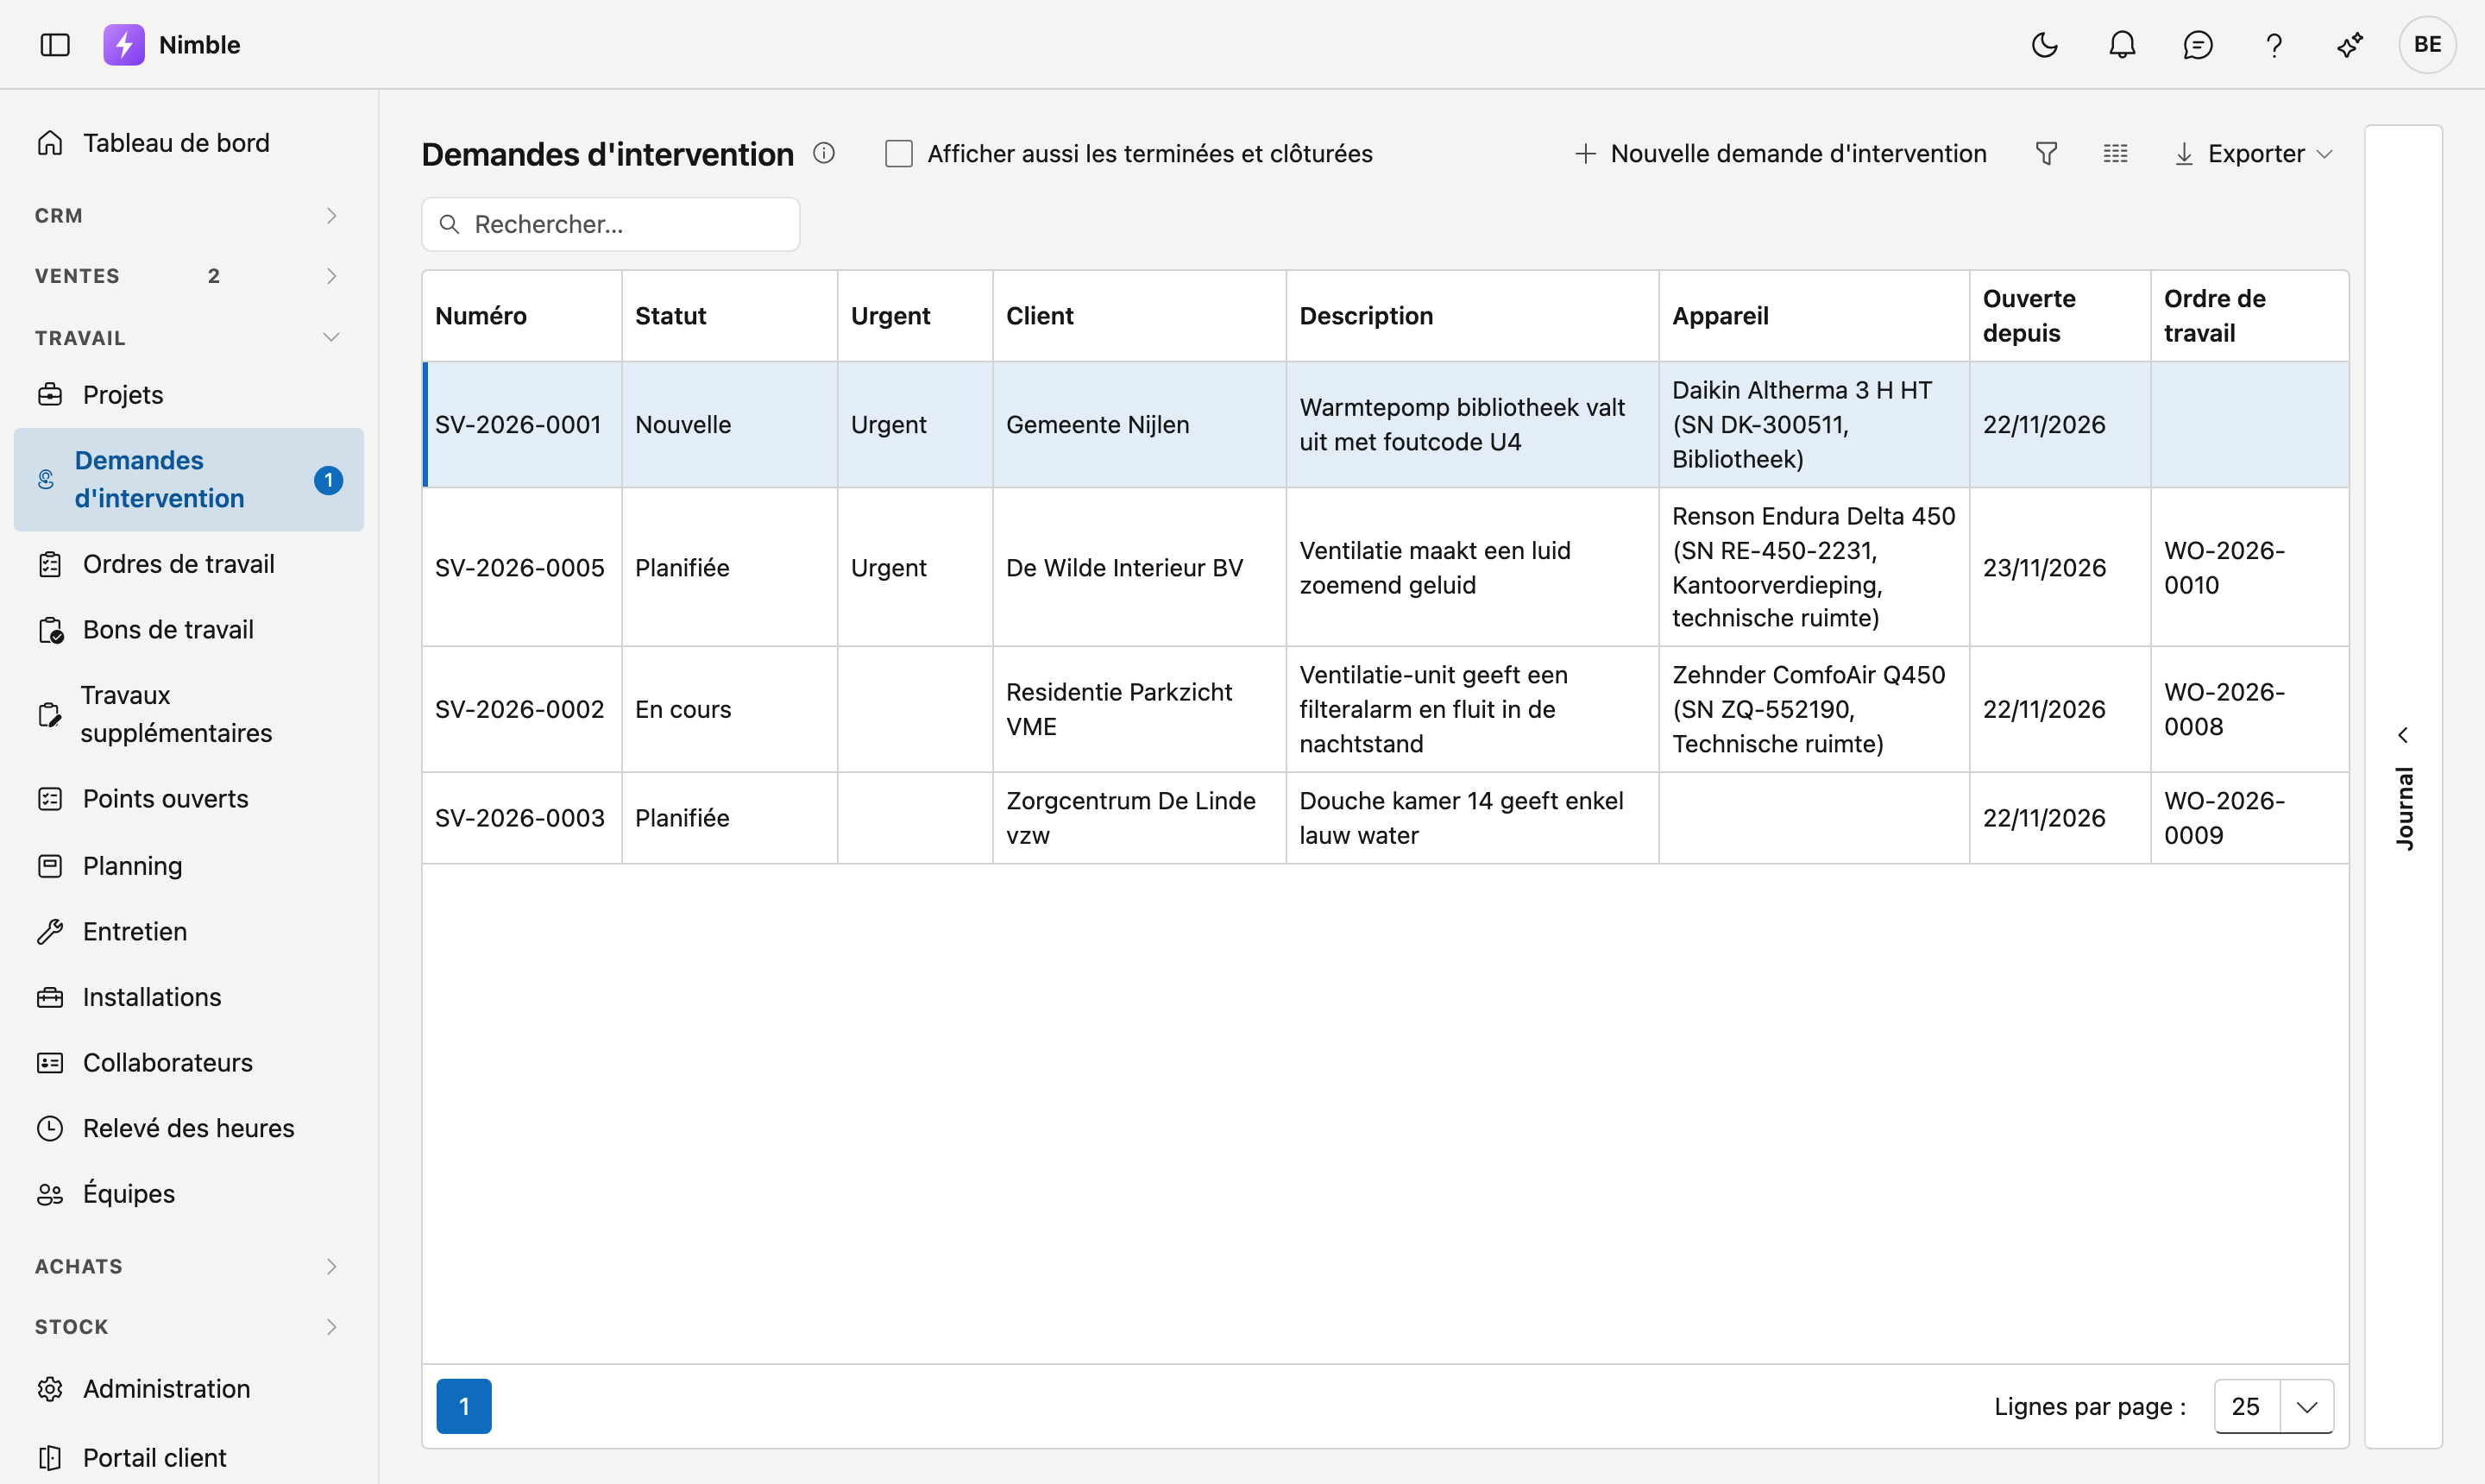 Nimble
BE
Tableau de bord
CRM
VENTES 2
TRAVAIL
Projets
Demandes
d'intervention
1
Ordres de travail
Bons de travail
Travaux
supplémentaires
Points ouverts
Planning
Entretien
Installations
Collaborateurs
Relevé des heures
Équipes
ACHATS
STOCK
Administration
Portail client
Demandes d'intervention
Afficher aussi les terminées et clôturées
Nouvelle demande d'intervention
Exporter
Rechercher...
Numéro
Statut
Urgent
Client
Description
Appareil
Ouverte
depuis
Ordre de
travail
SV-2026-0001
Nouvelle
Urgent
Gemeente Nijlen
Warmtepomp bibliotheek valt
uit met foutcode U4
Daikin Altherma 3 H HT
(SN DK-300511,
Bibliotheek)
22/11/2026
SV-2026-0005
Planifiée
Urgent
De Wilde Interieur BV
Ventilatie maakt een luid
zoemend geluid
Renson Endura Delta 450
(SN RE-450-2231,
Kantoorverdieping,
technische ruimte)
23/11/2026
WO-2026-
0010
SV-2026-0002
En cours
Residentie Parkzicht
VME
Ventilatie-unit geeft een
filteralarm en fluit in de
nachtstand
Zehnder ComfoAir Q450
(SN ZQ-552190,
Technische ruimte)
22/11/2026
WO-2026-
0008
SV-2026-0003
Planifiée
Zorgcentrum De Linde
vzw
Douche kamer 14 geeft enkel
lauw water
22/11/2026
WO-2026-
0009
1
Lignes par page :
25
Journal